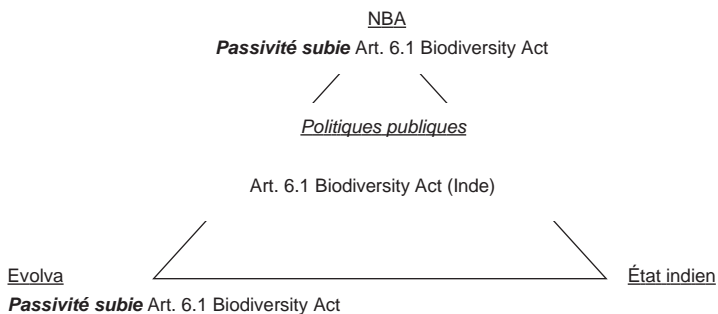 NBA
Passivité subie Art. 6.1 Biodiversity Act
Politiques publiques
Art. 6.1 Biodiversity Act (Inde)
Evolva
État indien
Passivité subie Art. 6.1 Biodiversity Act